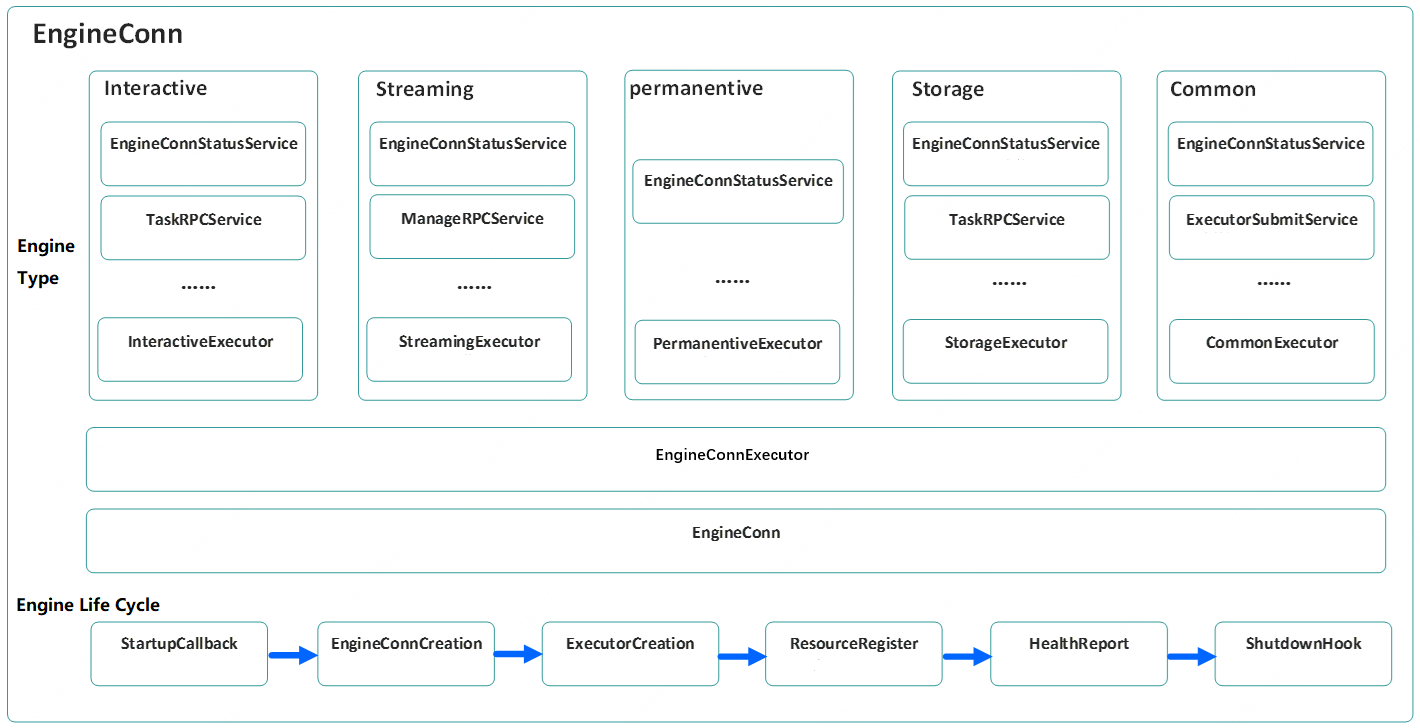 EngineConn
Interactive
EngineConnStatusService
TaskRPCService
......
InteractiveExecutor
Streaming
EngineConnStatusService
ManageRPCService
......
StreamingExecutor
permanentive
EngineConnStatusService
......
PermanentiveExecutor
Storage
EngineConnStatusService
TaskRPCService
......
StorageExecutor
Common
EngineConnStatusService
ExecutorSubmitService
......
CommonExecutor
Engine
Type
EngineConnExecutor
EngineConn
Engine Life Cycle
StartupCallback
EngineConnCreation
ExecutorCreation
ResourceRegister
HealthReport
ShutdownHook